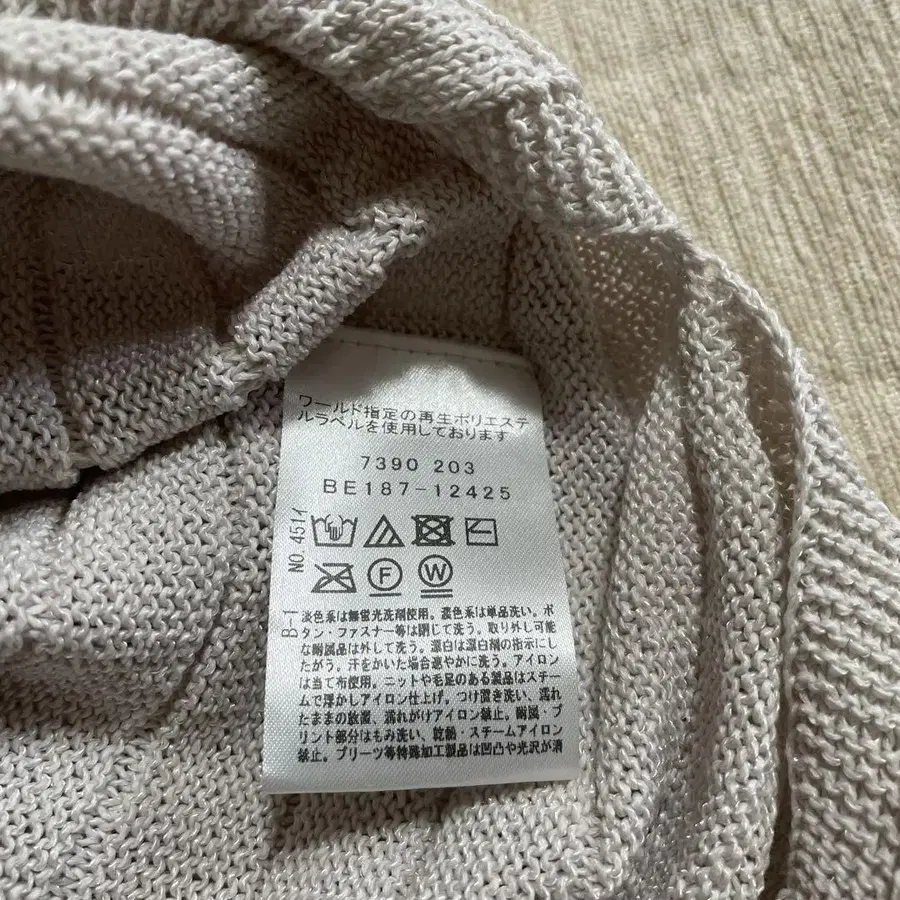 ワールド指定の再生ポリエステ
ルラベルを使用しております
7390 203
BE187-12425
NO.451イ
F
W
B-1
淡色系は無蛍光洗剤使用。濃色系は単品洗い。ボ
タン・ファスナー等は閉じて洗う。取り外し可能
な附属品は外して洗う。漂白は漂白剤の指示にし
たがう。汗をかいた場合速やかに洗う。アイロン
は当て布使用。ニットや毛足のある製品はスチー
ムで浮かしアイロン仕上げ。つけ置き洗い、濡れ
たままの放置、濡れがけアイロン禁止。附属・プ
リント部分はもみ洗い、乾熱・スチームアイロン
禁止。プリーツ等特殊加工製品は凹凸や光沢が消